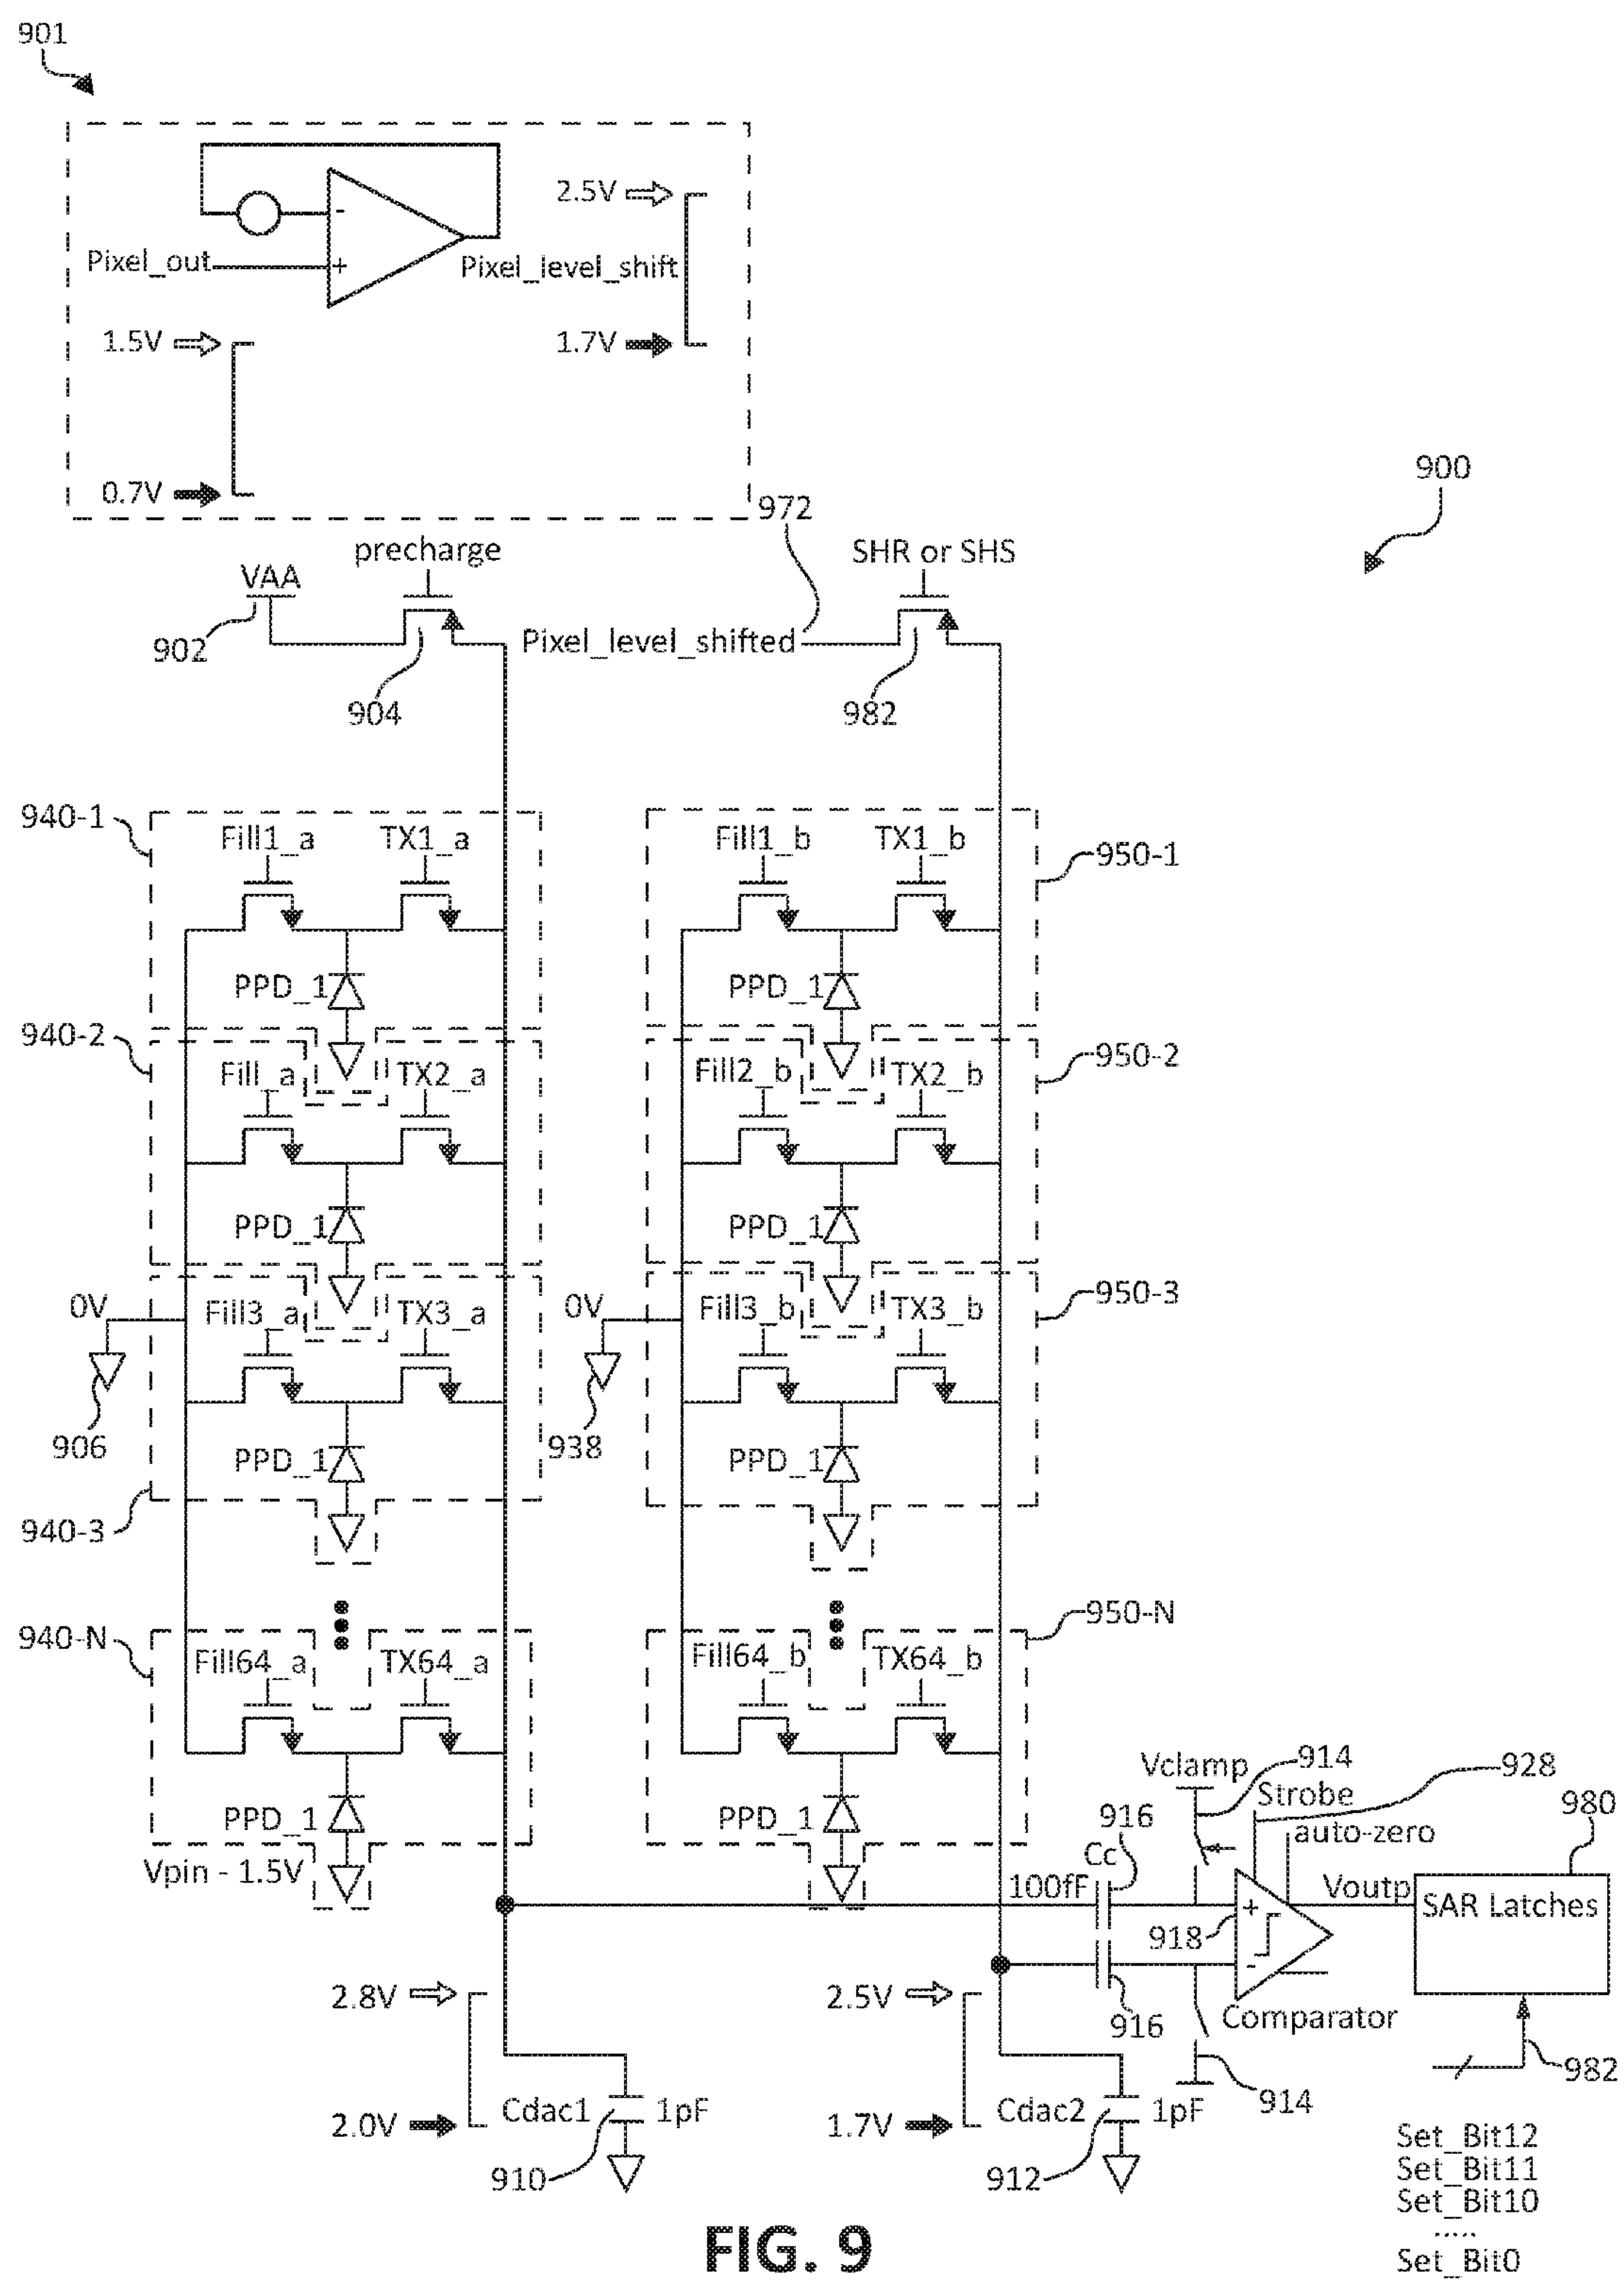 901
2.5V
-
Pixel_out
+
Pixel_level_shift
1.5V
1.7V
0.7V
900
972
precharge
SHR or SHS
VAA
902
Pixel_level_shifted
904
982
940-1
Fill1_a
TX1_a
Fill1_b
TX1_b
950-1
PPD_1
PPD_1
940-2
Fill_a
TX2_a
Fill2_b
TX2_b
950-2
PPD_1
PPD_1
0V
Fill3_a
TX3_a
0V
Fill3_b
TX3_b
950-3
906
PPD_1
938
PPD_1
940-3
940-N
Fill64_a
TX64_a
Fill64_b
TX64_b
950-N
PPD_1
PPD_1
Vpin - 1.5V
Vclamp
914
928
Strobe
980
916
auto-zero
Cc
100fF
Voutp
SAR Latches
+
918
-
916
Comparator
2.8V
2.5V
982
914
2.0V
Cdac1
1pF
1.7V
Cdac2
1pF
910
912
Set_Bit12
Set_Bit11
Set_Bit10
.....
Set_Bit0
FIG. 9